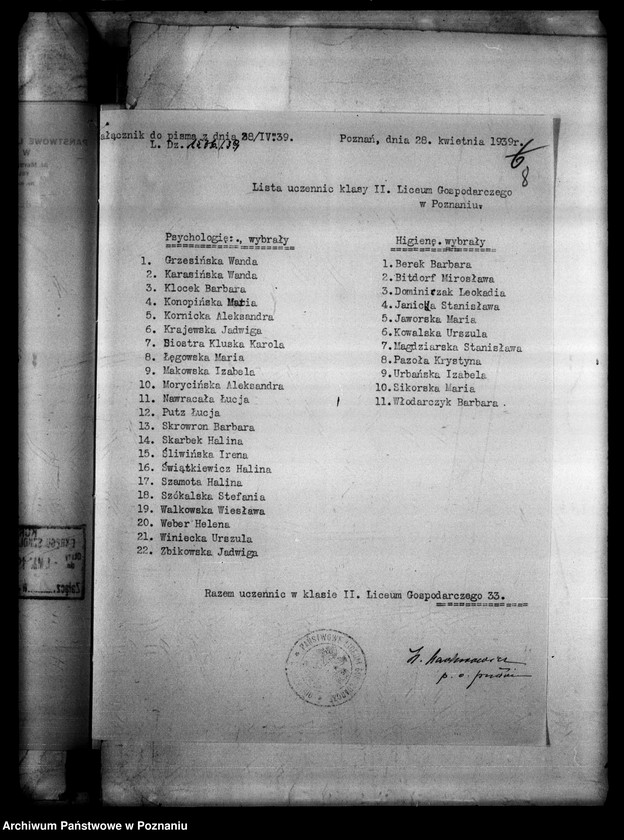 ałącznik do pisma z dnia 28/IV.39.
L. Dz.
Poznań, dnia 28. kwietnia 1939r.
6
8
Lista uczennic klasy II. Liceum Gospodarczego
w Poznaniu.
Psychologię:., wybrały
1. Grzesińska Wanda
2. Karasińska Wanda
3. Klocek Barbara
4. Konopińska Maria
5. Kornicka Aleksandra
6. Krajewska Jadwiga
7. Biostra Kluska Karola
8. Łęgowska Maria
9. Makowska Izabela
10. Morycińska Aleksandra
11. Nawracała Łucja
12. Putz Łucja
13. Skrowron Barbara
14. Skarbek Halina
15. Śliwińska Irena
16. Świątkiewicz Halina
17. Szamota Halina
18. Szókalska Stefania
19. Walkowska Wiesława
20. Weber Helena
21. Winiecka Urszula
22. Zbikowska Jadwiga
Higienę. wybrały
1. Berek Barbara
2. Bitdorf Mirosława
3. Dominiczak Leokadia
4. Janicka Stanisława
5. Jaworska Maria
6. Kowalska Urszula
7. Magdziarska Stanisława
8. Pazoła Krystyna
9. Urbańska Izabela
10. Sikorska Maria
11. Włodarczyk Barbara.
Razem uczennic w klasie II. Liceum Gospodarczego 33.
p. o.
Archiwum Państwowe w Poznaniu